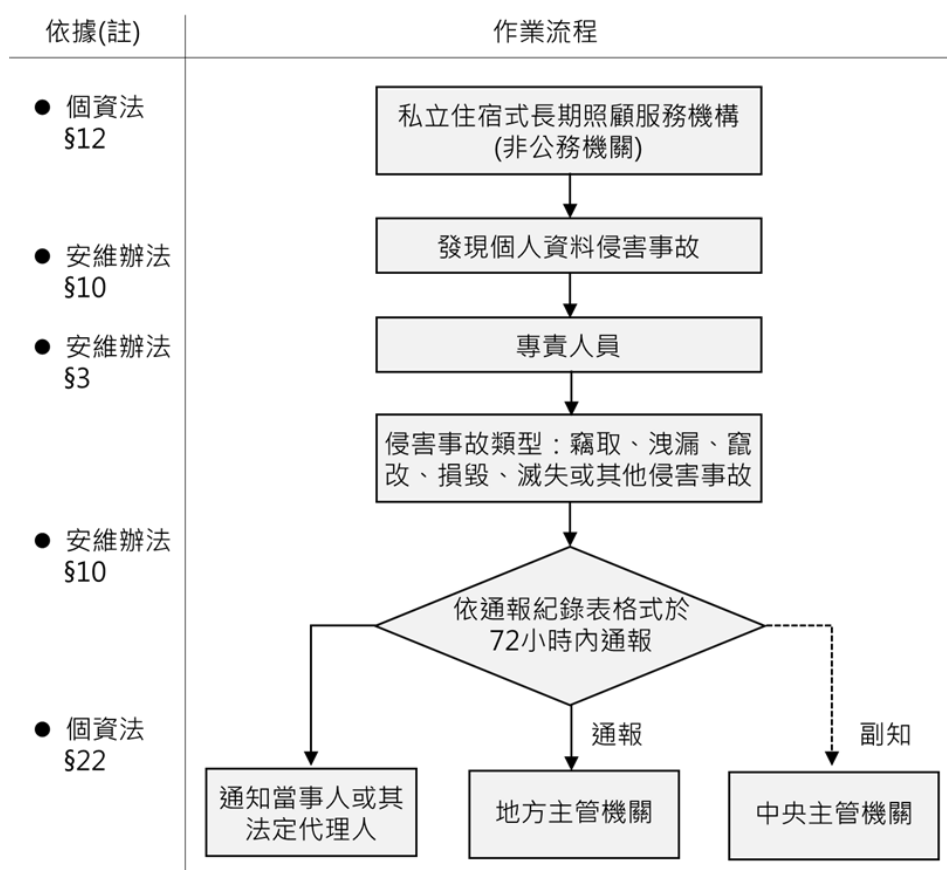 依據(註)
作業流程
● 個資法
§12
私立住宿式長期照顧服務機構
(非公務機關)
● 安維辦法
§10
發現個人資料侵害事故
● 安維辦法
§3
專責人員
侵害事故類型：竊取、洩漏、竄
改、損毀、滅失或其他侵害事故
● 安維辦法
§10
依通報紀錄表格式於
72小時內通報
● 個資法
§22
通報
副知
通知當事人或其
法定代理人
地方主管機關
中央主管機關